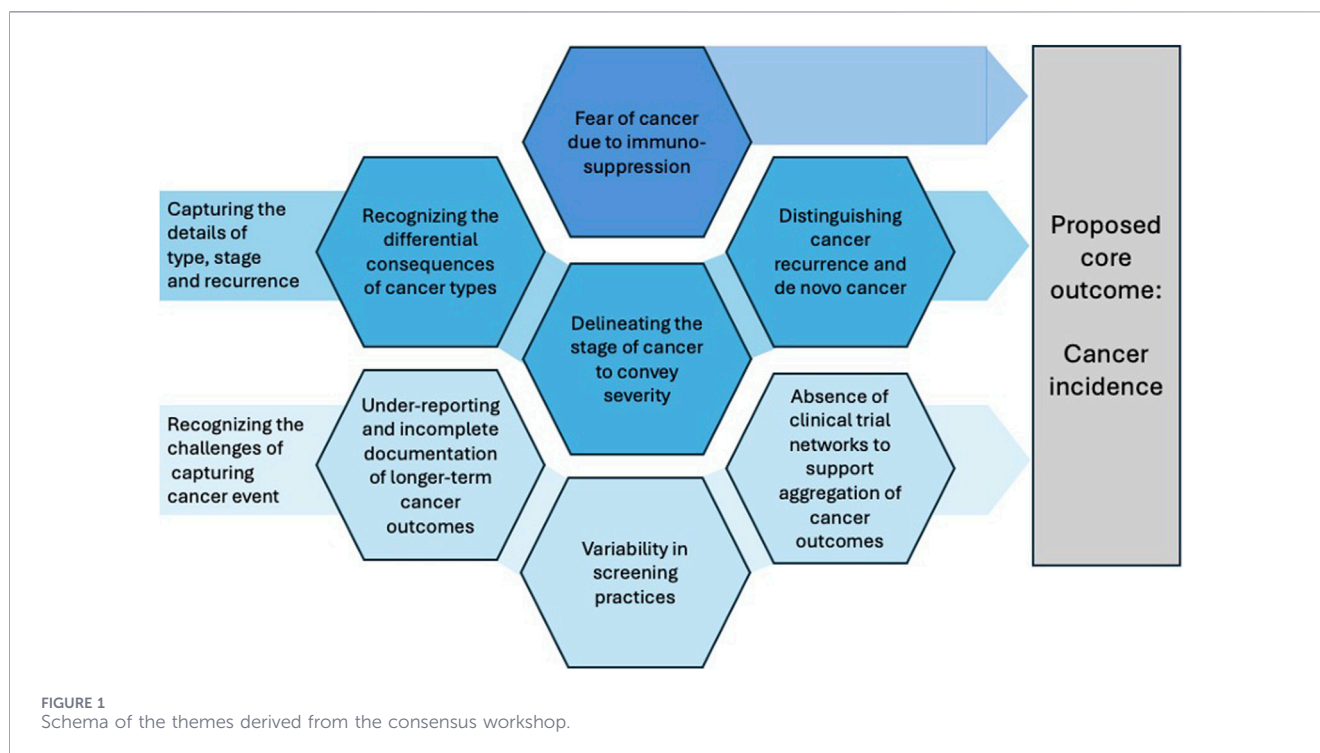 Fear of cancer
due to immuno-
suppression
Capturing the
details of
type, stage
and recurrence
Recognizing the
differential
consequences
of cancer types
Distinguishing
cancer
recurrence and
de novo cancer
Delineating the
stage of cancer
to convey
severity
Recognizing the
challenges of
capturing
cancer event
Under-reporting
and incomplete
documentation
of longer-term
cancer
outcomes
Absence of
clinical trial
networks to
support
aggregation of
cancer
outcomes
Variability in
screening
practices
Proposed
core
outcome:
Cancer
incidence
FIGURE 1
Schema of the themes derived from the consensus workshop.